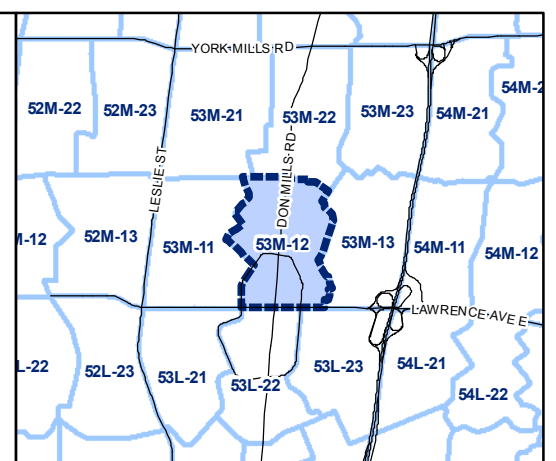 YORK MILLS RD
54M-2
52M-22
52M-23
53M-21
53M-22
53M-23
54M-21
LESLIE ST
DON MILLS RD
M-12
52M-13
53M-11
53M-12
53M-13
54M-11
54M-12
LAWRENCE AVE E
L-22
52L-23
53L-21
53L-22
53L-23
54L-21
54L-22